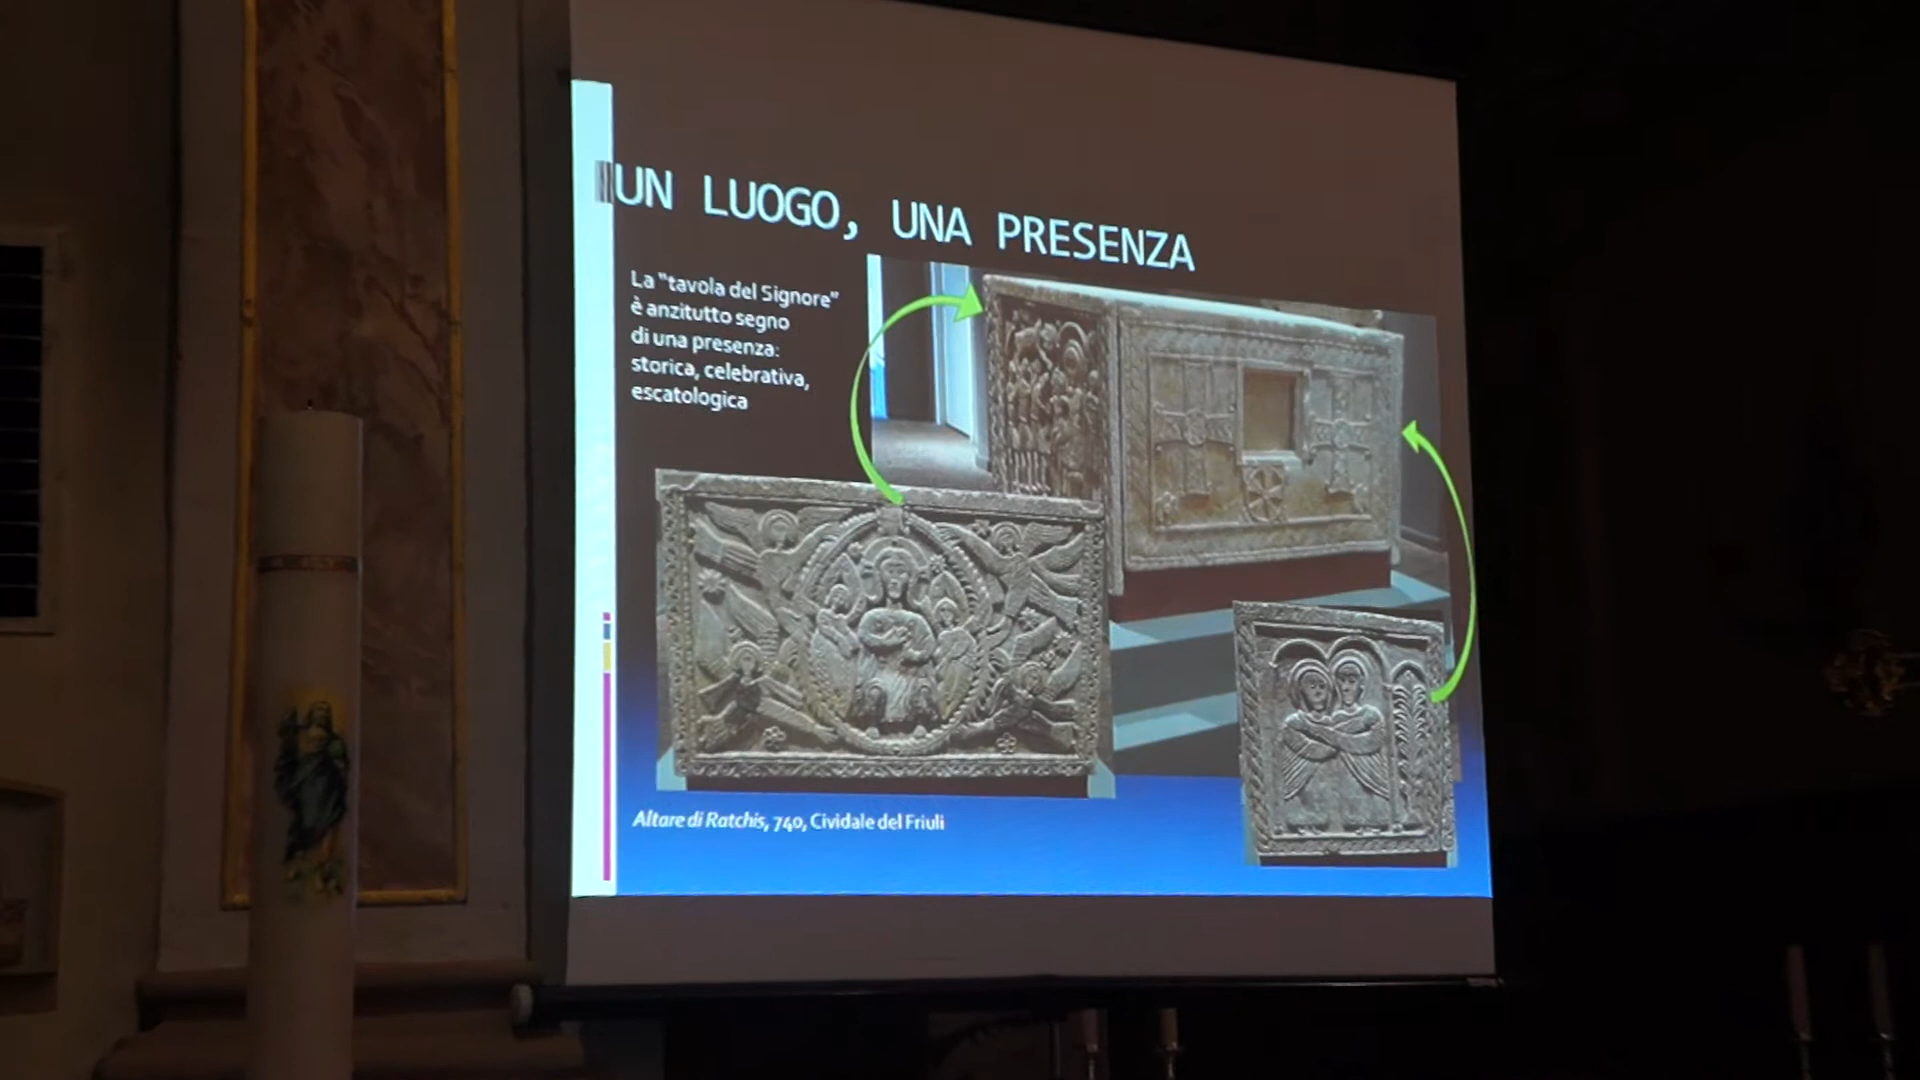 UN LUOGO, UNA PRESENZA
La "tavola del Signore"
è anzitutto segno
di una presenza:
storica, celebrativa,
escatologica
Altare di Ratchis, 740, Cividale del Friuli